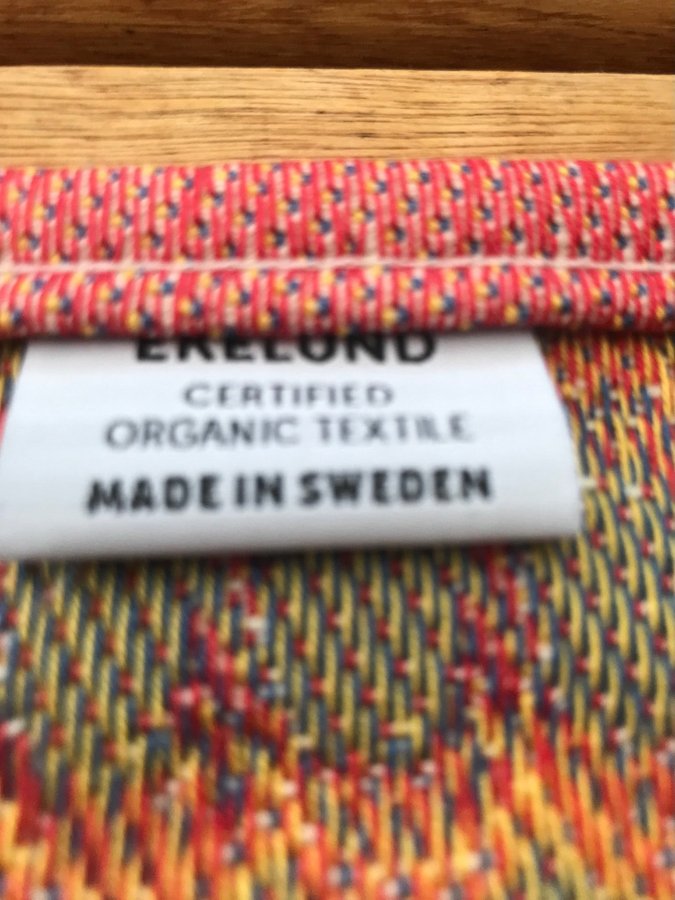 EKELUND
CERTIFIED
ORGANIC TEXTILE
MADE IN SWEDEN